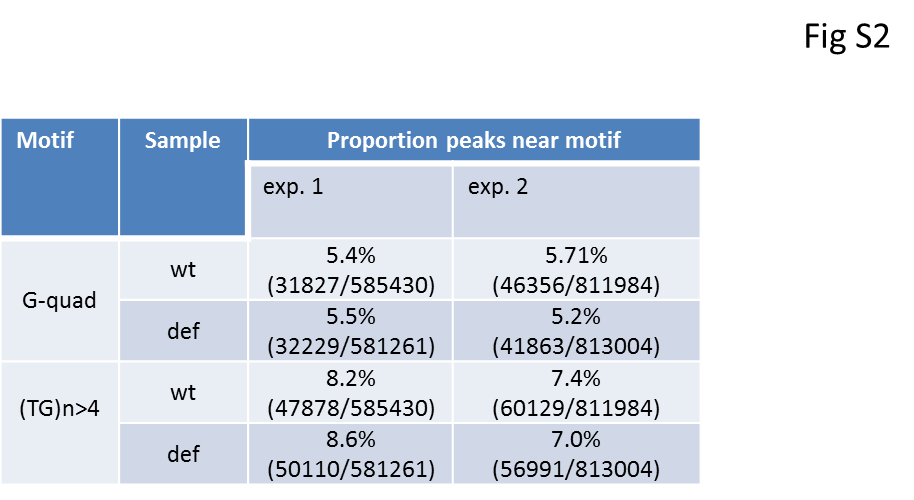 Fig S2
Motif Sample Proportion peaks near motif
exp. 1 exp. 2
G-quad wt 5.4% 5.71%
(31827/585430) (46356/811984)
def 5.5% 5.2%
(32229/581261) (41863/813004)
(TG)n>4 wt 8.2% 7.4%
(47878/585430) (60129/811984)
def 8.6% 7.0%
(50110/581261) (56991/813004)